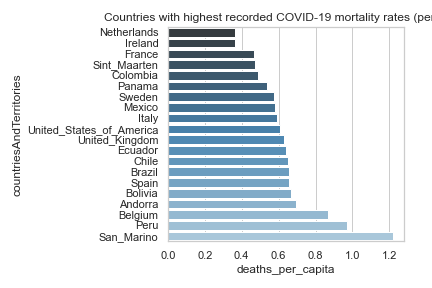 Countries with highest recorded COVID-19 mortality rates (per
Netherlands
Ireland
France
Sint_Maarten
Colombia
Panama
Sweden
Mexico
Italy
United_States_of_America
United_Kingdom
Ecuador
Chile
Brazil
Spain
Bolivia
Andorra
Belgium
Peru
San_Marino
countriesAndTerritories
0.0 0.2 0.4 0.6 0.8 1.0 1.2
deaths_per_capita